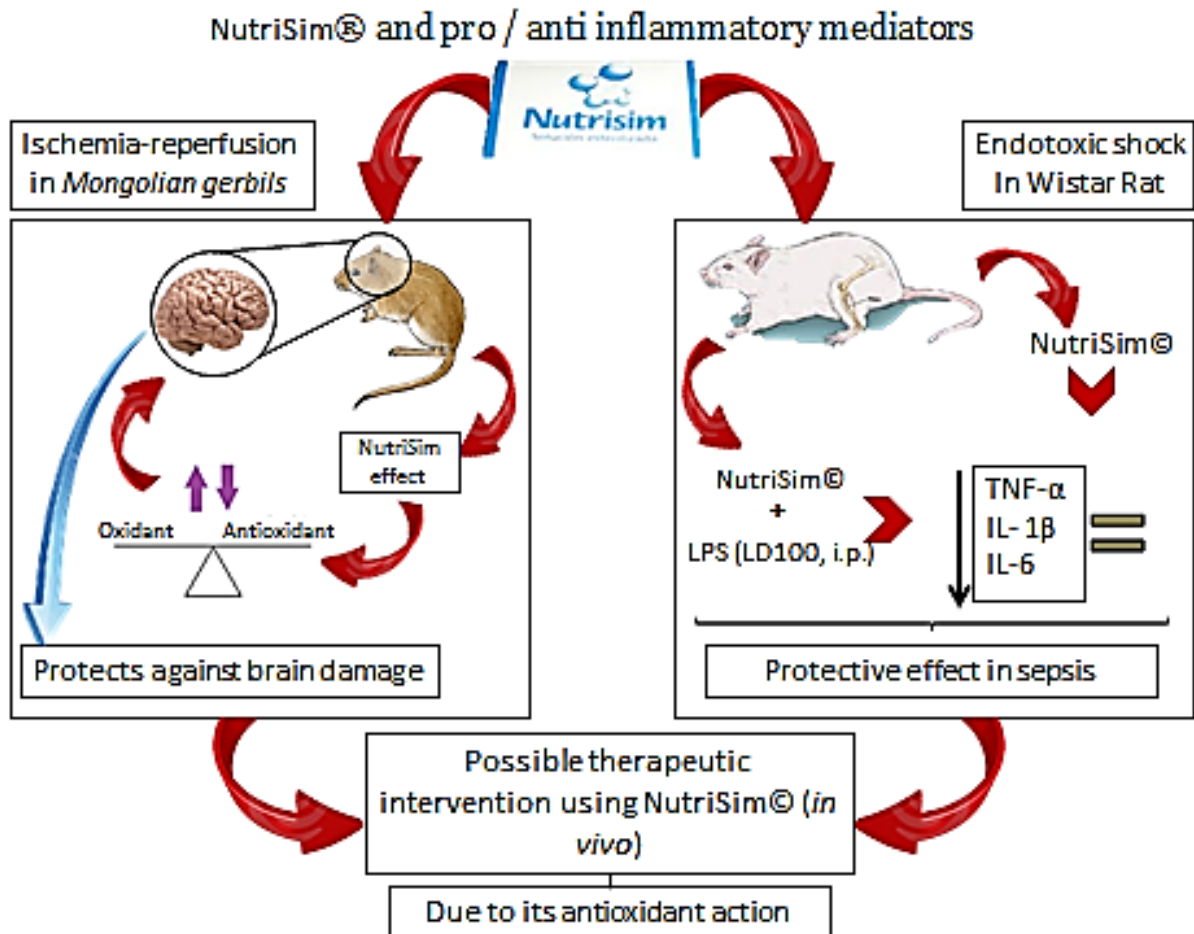 NutriSim® and pro / anti inflammatory mediators
Nutrisim
Ischemia-reperfusion
in Mongolian gerbils
Endotoxic shock
In Wistar Rat
NutriSim
effect
Oxidant
Antioxidant
Protects against brain damage
NutriSim©
NutriSim©
+
LPS (LD100, i.p.)
TNF-α
IL- 1β
IL-6
Protective effect in sepsis
Possible therapeutic
intervention using NutriSim© (in
vivo)
Due to its antioxidant action